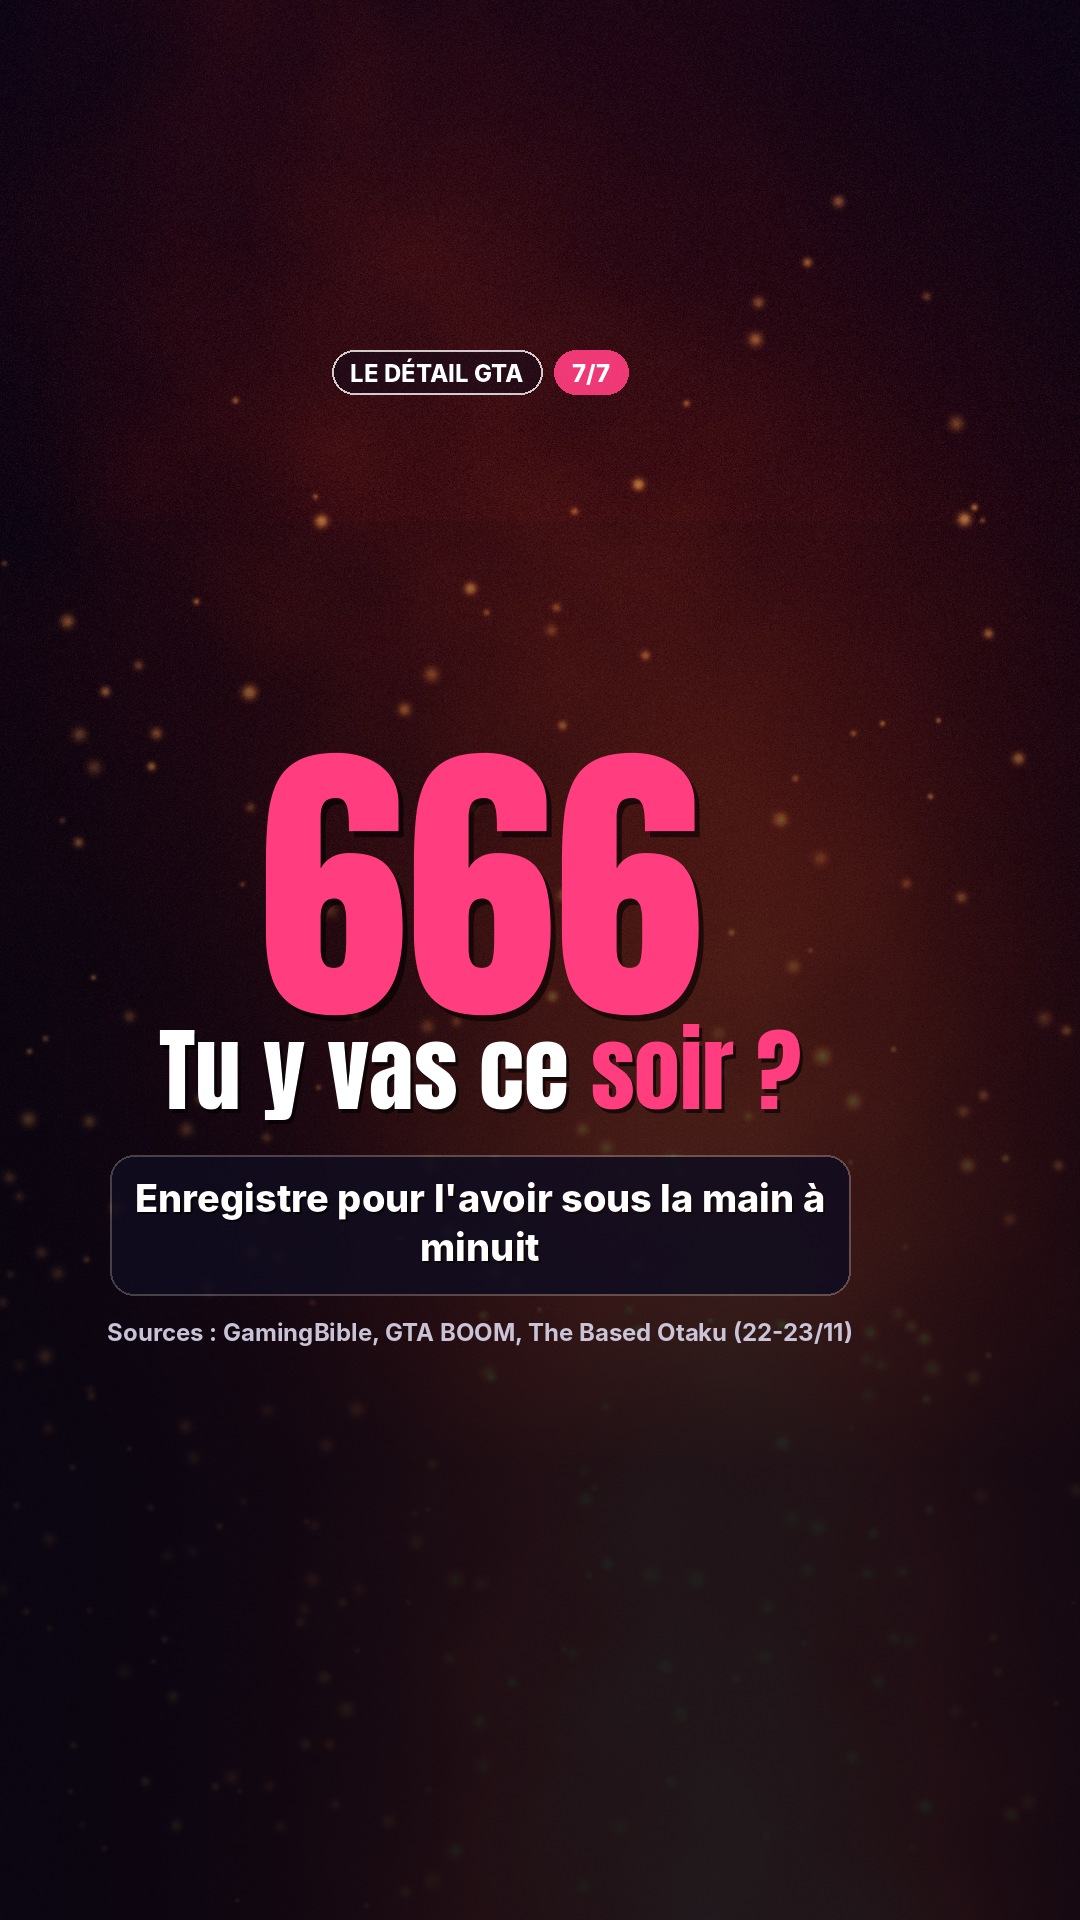 LE DÉTAIL GTA 7/7
666
Tu y vas ce soir ?
Enregistre pour l'avoir sous la main à
minuit
Sources : GamingBible, GTA BOOM, The Based Otaku (22-23/11)